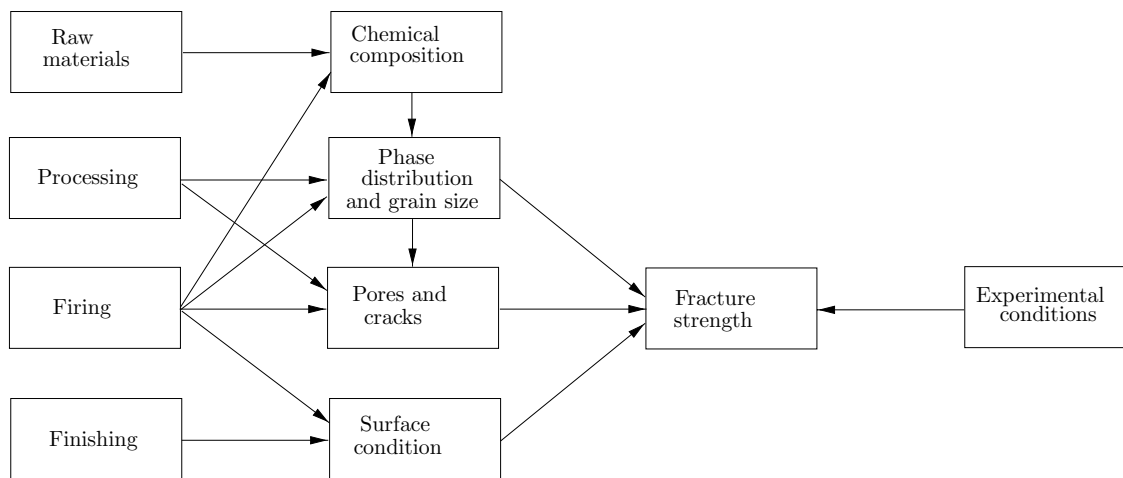 Raw
materials
Chemical
composition
Processing
Phase
distribution
and grain size
Firing
Pores and
cracks
Fracture
strength
Experimental
conditions
Finishing
Surface
condition